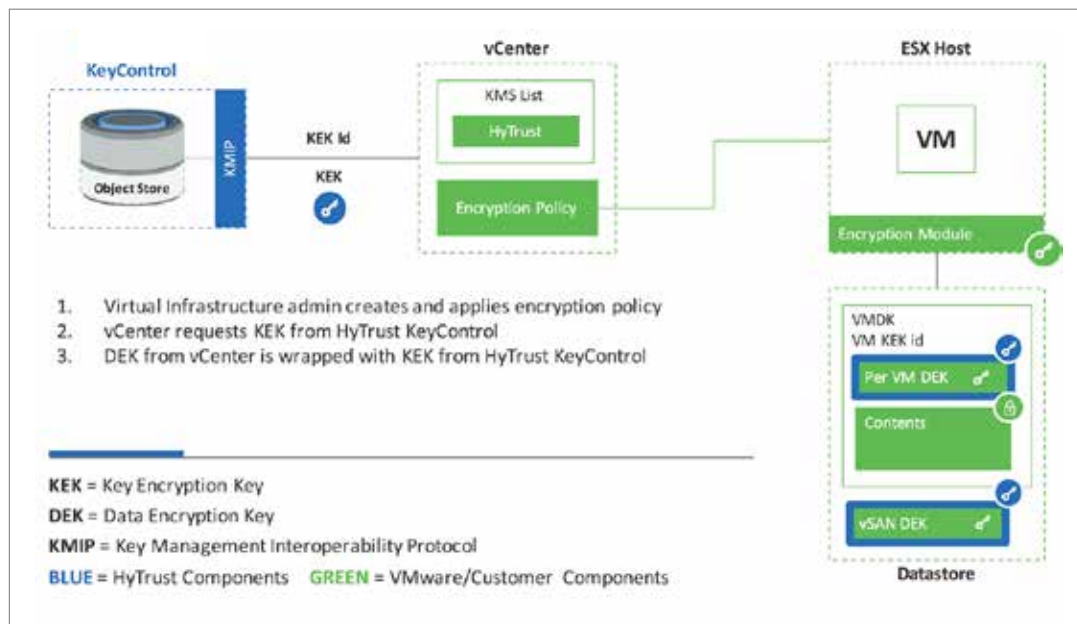 KeyControl
Object Store
KMIP
KEK Id
KEK
vCenter
KMS List
HyTrust
Encryption Policy
ESX Host
VM
Encryption Module
VMDK
VM KEK id
Per VM DEK
Contents
vSAN DEK
Datastore
1. Virtual Infrastructure admin creates and applies encryption policy
2. vCenter requests KEK from HyTrust KeyControl
3. DEK from vCenter is wrapped with KEK from HyTrust KeyControl
KEK = Key Encryption Key
DEK = Data Encryption Key
KMIP = Key Management Interoperability Protocol
BLUE = HyTrust Components GREEN = VMware/Customer Components